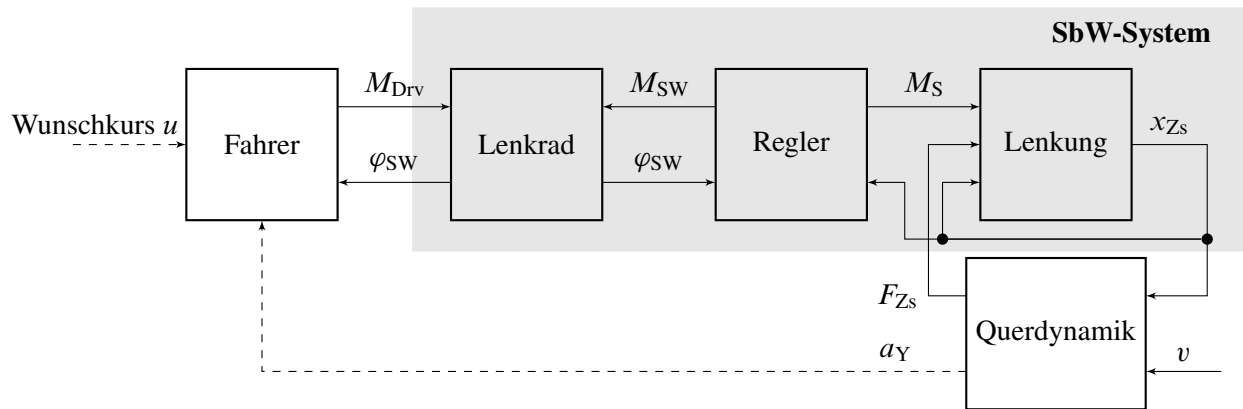 SbW-System
M_Drv
M_SW
M_S
x_Zs
Wunschkurs u
Fahrer
Lenkrad
Regler
Lenkung
φ_SW
φ_SW
F_Zs
Querdynamik
a_Y
v